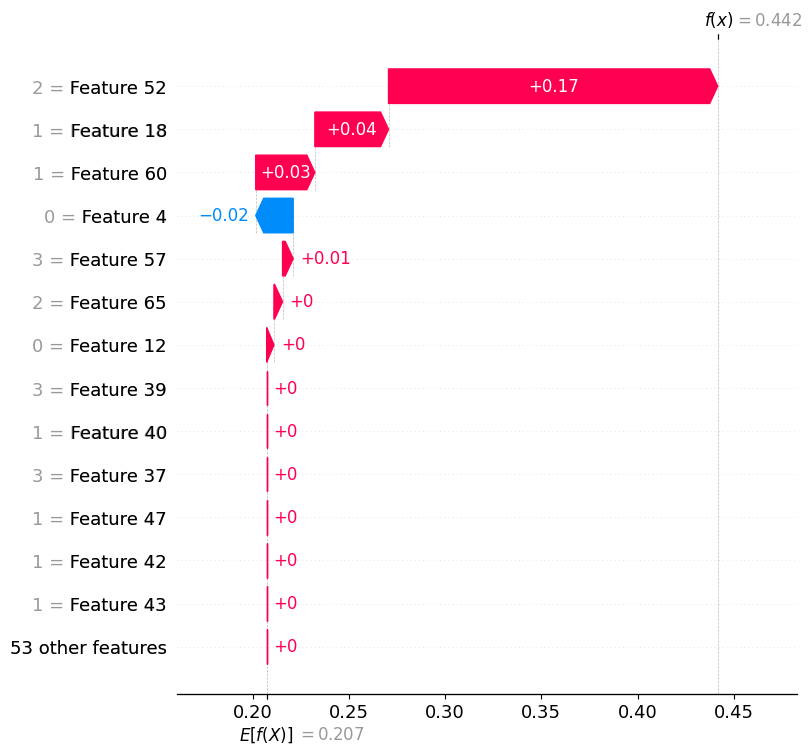 f(x) = 0.442
2 = Feature 52
+0.17
1 = Feature 18
+0.04
1 = Feature 60
+0.03
0 = Feature 4
−0.02
3 = Feature 57
+0.01
2 = Feature 65
+0
0 = Feature 12
+0
3 = Feature 39
+0
1 = Feature 40
+0
3 = Feature 37
+0
1 = Feature 47
+0
1 = Feature 42
+0
1 = Feature 43
+0
53 other features
+0
0.20 0.25 0.30 0.35 0.40 0.45
E[f(X)] = 0.207